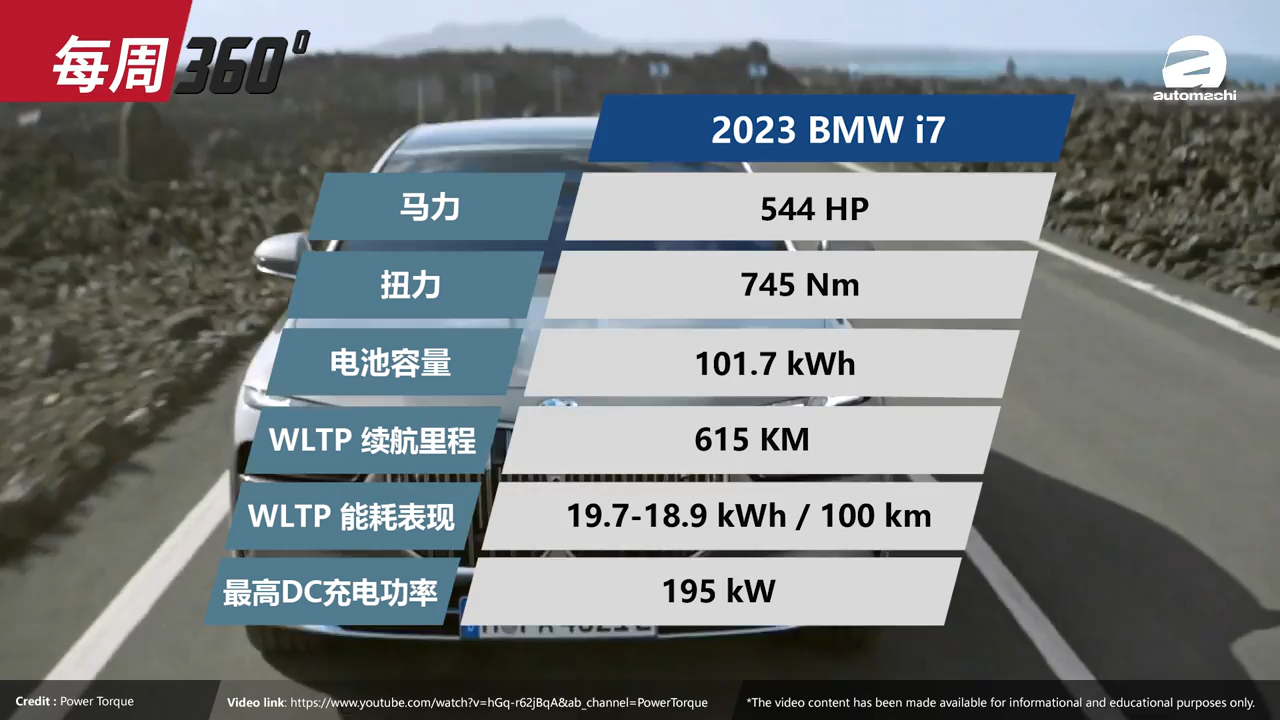 每周360°
automachi
2023 BMW i7
马力 544 HP
扭力 745 Nm
电池容量 101.7 kWh
WLTP 续航里程 615 KM
WLTP 能耗表现 19.7-18.9 kWh / 100 km
最高DC充电功率 195 kW
Credit : Power Torque
Video link: https://www.youtube.com/watch?v=hGq-r62jBqA&ab_channel=PowerTorque
*The video content has been made available for informational and educational purposes only.